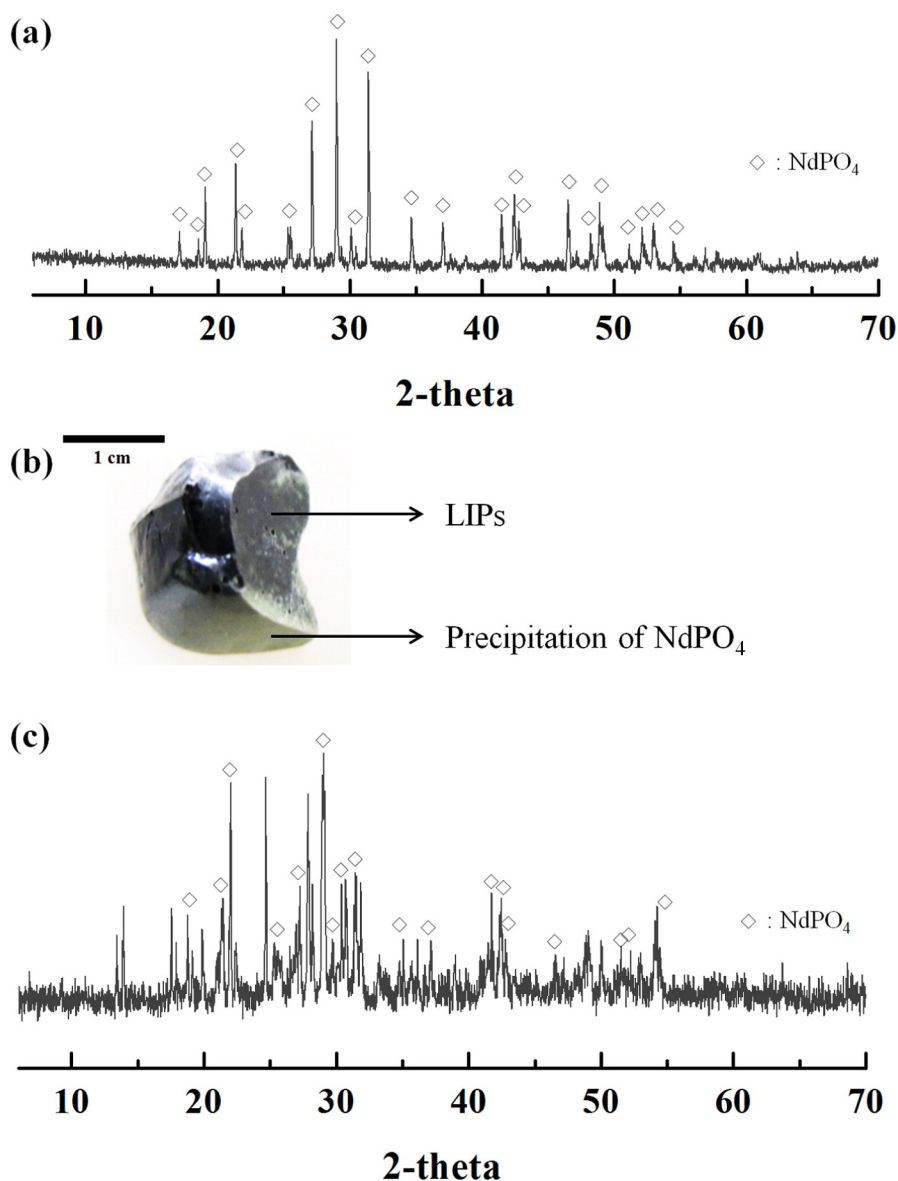 (a)
◇ : NdPO₄
10 20 30 40 50 60 70
2-theta
(b)
1 cm
LIPs
Precipitation of NdPO₄
(c)
◇ : NdPO₄
10 20 30 40 50 60 70
2-theta